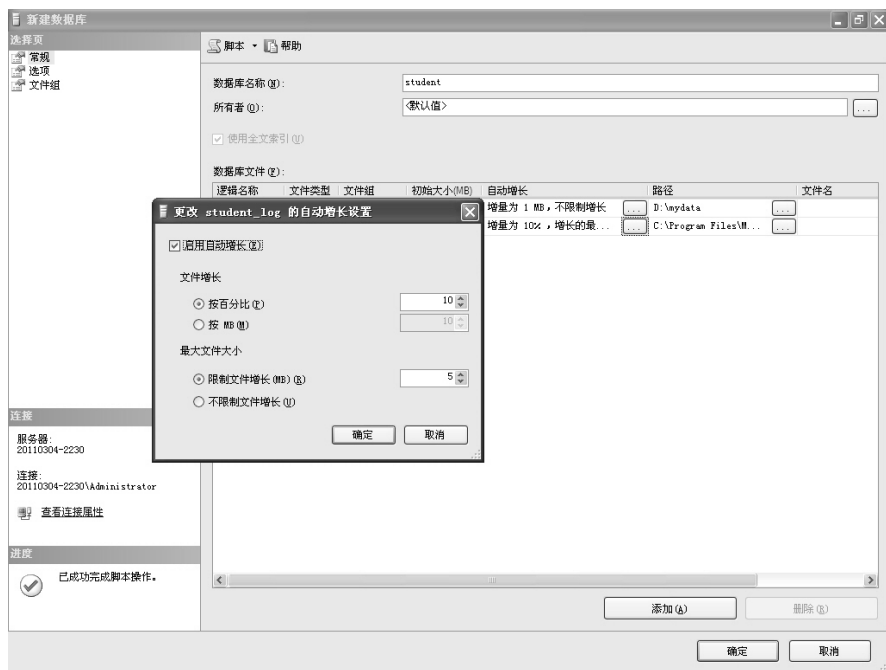 新建数据库
选择页
常规
选项
文件组
脚本
帮助
数据库名称(N):
student
所有者(O):
<默认值>
...
使用全文索引(U)
数据库文件(F):
逻辑名称 文件类型 文件组 初始大小(MB) 自动增长 路径 文件名
增量为 1 MB，不限制增长 ... D:\mydata ...
增量为 10%，增长的最... ... C:\Program Files\M... ...
更改 student_log 的自动增长设置
启用自动增长(E)
文件增长
按百分比(P) 10
按 MB(M) 10
最大文件大小
限制文件增长(MB)(R) 5
不限制文件增长(U)
确定 取消
连接
服务器:
20110304-2230
连接:
20110304-2230\Administrator
查看连接属性
进度
已成功完成脚本操作。
添加(A) 删除(R)
确定 取消